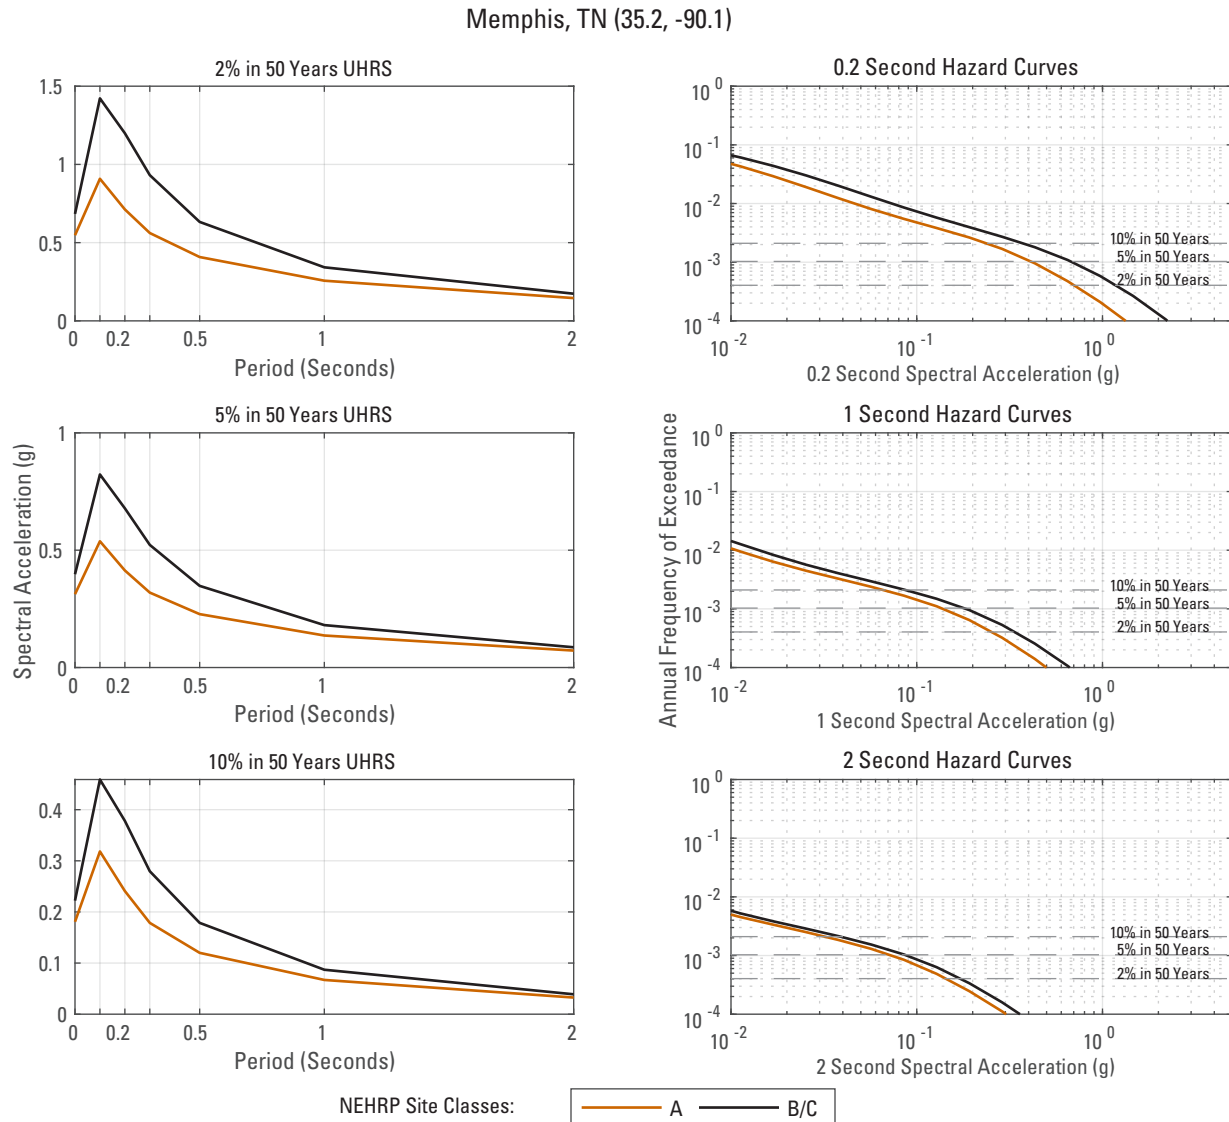 Memphis, TN (35.2, -90.1)
2% in 50 Years UHRS
1.5
1
0.5
0
0 0.2 0.5 1 2
Period (Seconds)
5% in 50 Years UHRS
1
0.5
0
0 0.2 0.5 1 2
Period (Seconds)
Spectral Acceleration (g)
10% in 50 Years UHRS
0.4
0.3
0.2
0.1
0
0 0.2 0.5 1 2
Period (Seconds)
0.2 Second Hazard Curves
10^0
10^-1
10^-2
10^-3
10^-4
10% in 50 Years
5% in 50 Years
2% in 50 Years
10^-2 10^-1 10^0
0.2 Second Spectral Acceleration (g)
1 Second Hazard Curves
10^0
10^-1
10^-2
10^-3
10^-4
10% in 50 Years
5% in 50 Years
2% in 50 Years
10^-2 10^-1 10^0
1 Second Spectral Acceleration (g)
Annual Frequency of Exceedance
2 Second Hazard Curves
10^0
10^-1
10^-2
10^-3
10^-4
10% in 50 Years
5% in 50 Years
2% in 50 Years
10^-2 10^-1 10^0
2 Second Spectral Acceleration (g)
NEHRP Site Classes: A B/C